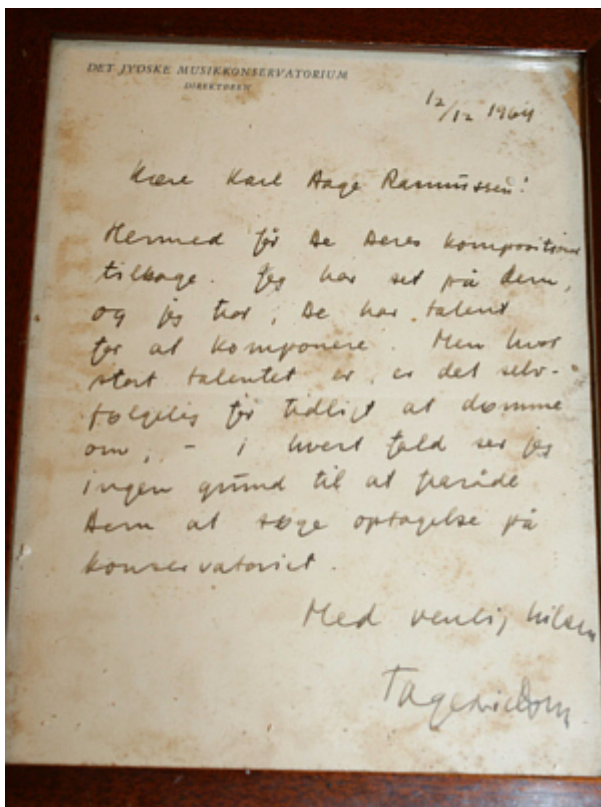 DET JYDSKE MUSIKKONSERVATORIUM
DIREKTØREN
12/12 1964
Kære Karl Aage Rasmussen!
Hermed får De Deres kompositioner
tilbage. Jeg har set på dem,
og jeg tror, De har talent
for at komponere. Men hvor
stort talentet er, er det selv-
følgelig for tidligt at dømme
om, - i hvert fald ser jeg
ingen grund til at fraråde
Dem at søge optagelse på
konservatoriet.
Med venlig hilsen